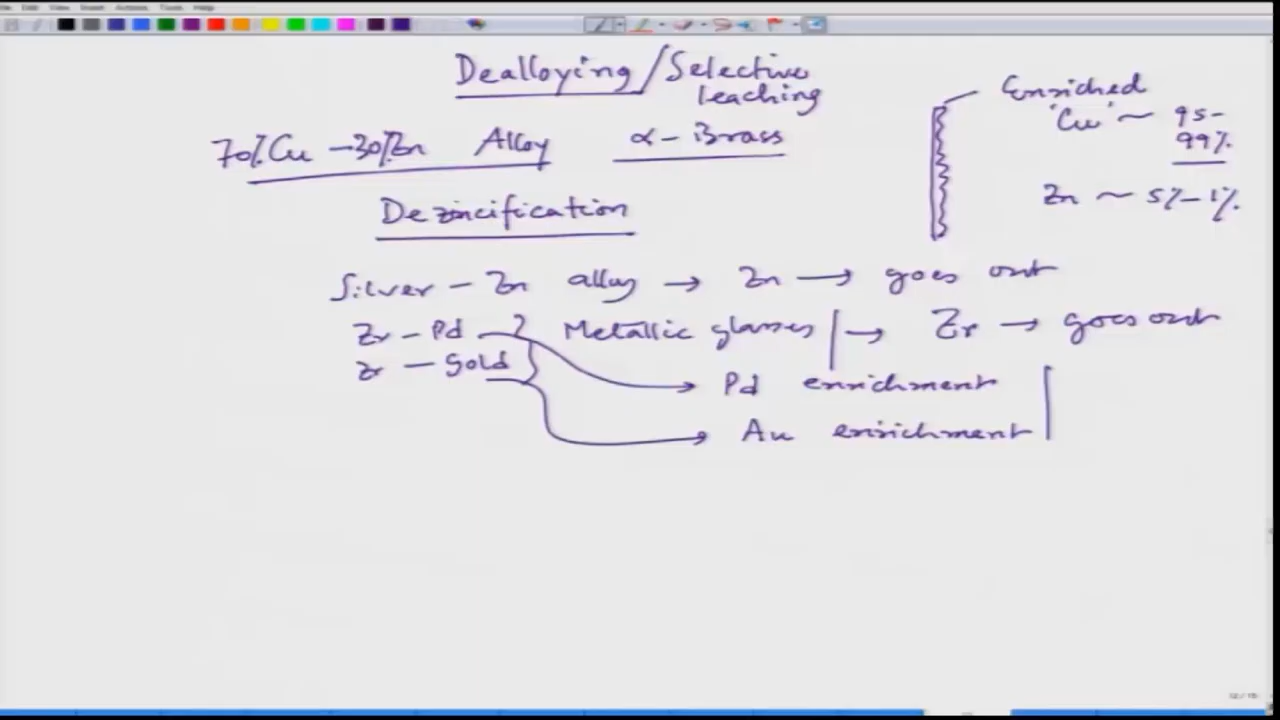 Dealloying/Selective
leaching
Enriched
'Cu' ~ 95-
99%.
70%Cu -30%Zn Alloy α-Brass
Zn ~ 5%-1%.
Dezincification
Silver - Zn alloy → Zn → goes out
Zr - Pd Metallic glasses → Zr → goes out
Zr - Gold
Pd enrichment
Au enrichment